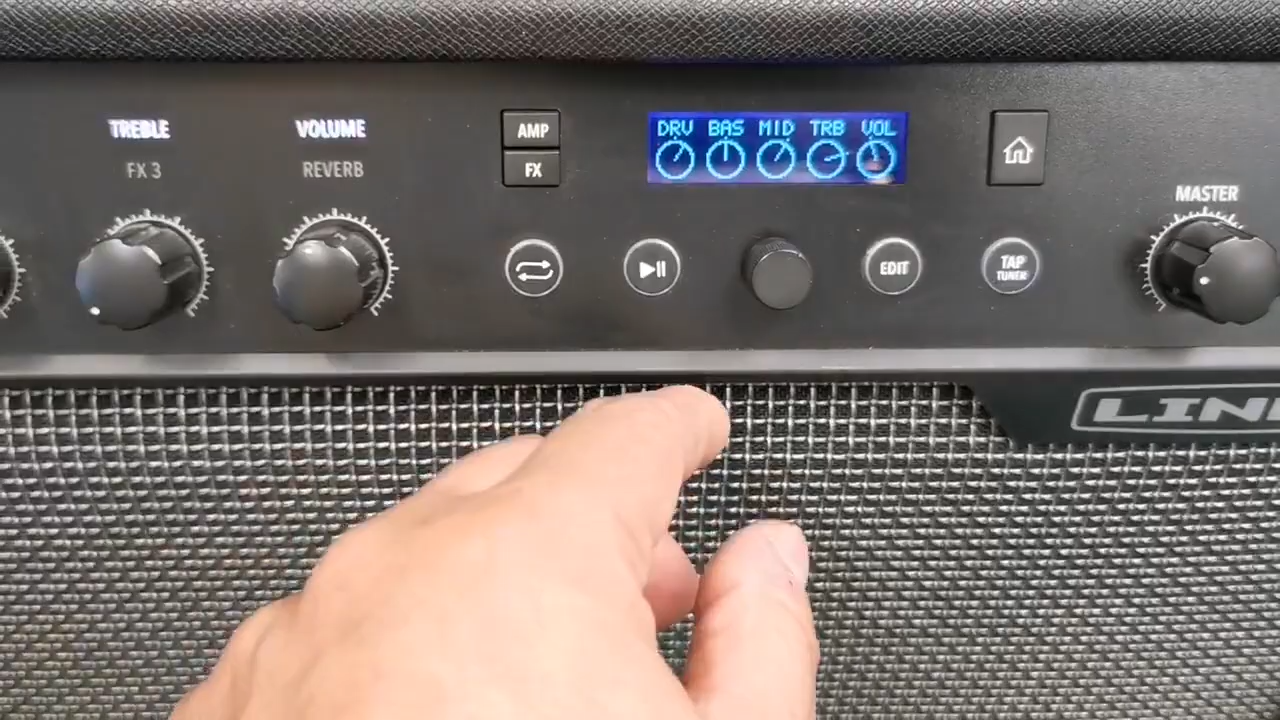 TREBLE
FX 3
VOLUME
REVERB
AMP
FX
DRV BAS MID TRB VOL
MASTER
EDIT
TAP
TUNER
LIN